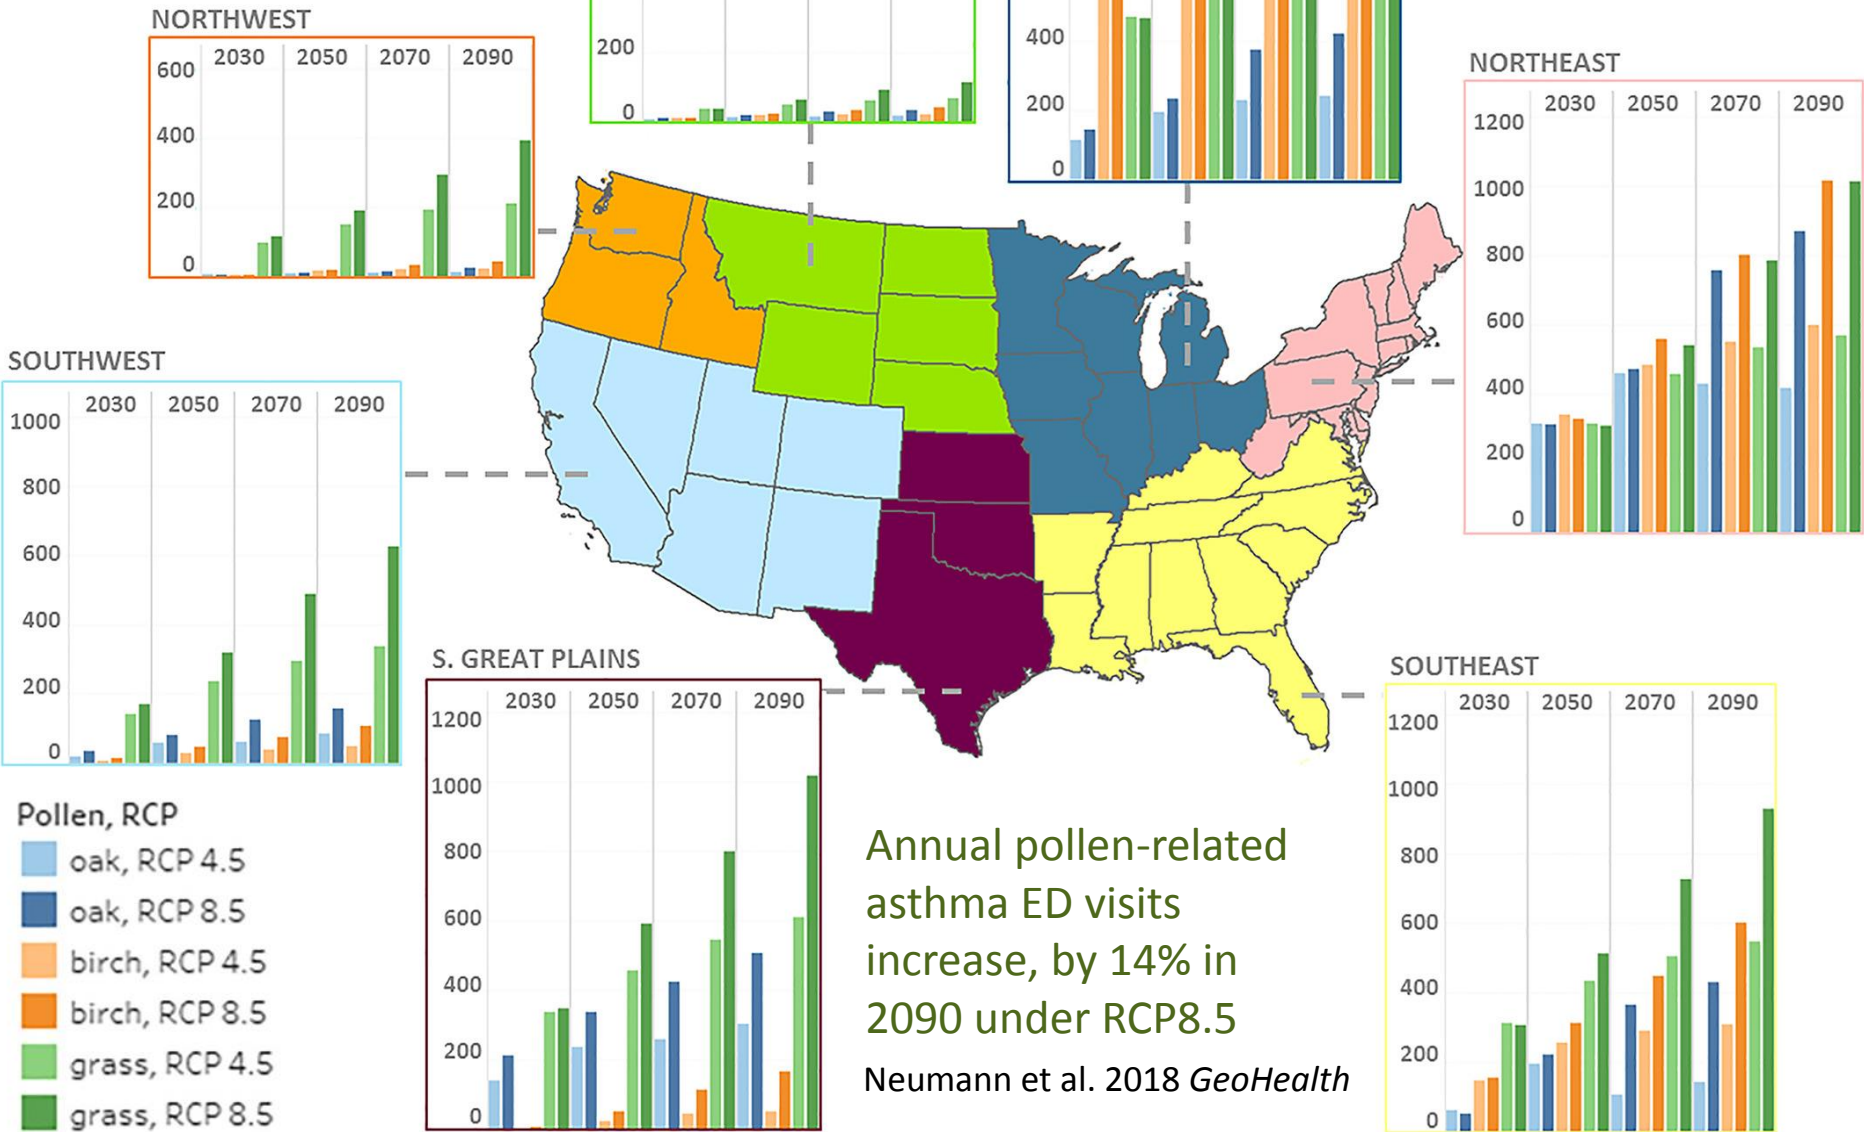 NORTHWEST
2030 2050 2070 2090
600
400
200
0
200
0
400
200
0
NORTHEAST
2030 2050 2070 2090
1200
1000
800
600
400
200
0
SOUTHWEST
2030 2050 2070 2090
1000
800
600
400
200
0
S. GREAT PLAINS
2030 2050 2070 2090
1200
1000
800
600
400
200
0
SOUTHEAST
2030 2050 2070 2090
1200
1000
800
600
400
200
0
Pollen, RCP
oak, RCP 4.5
oak, RCP 8.5
birch, RCP 4.5
birch, RCP 8.5
grass, RCP 4.5
grass, RCP 8.5
Annual pollen-related
asthma ED visits
increase, by 14% in
2090 under RCP8.5
Neumann et al. 2018 GeoHealth